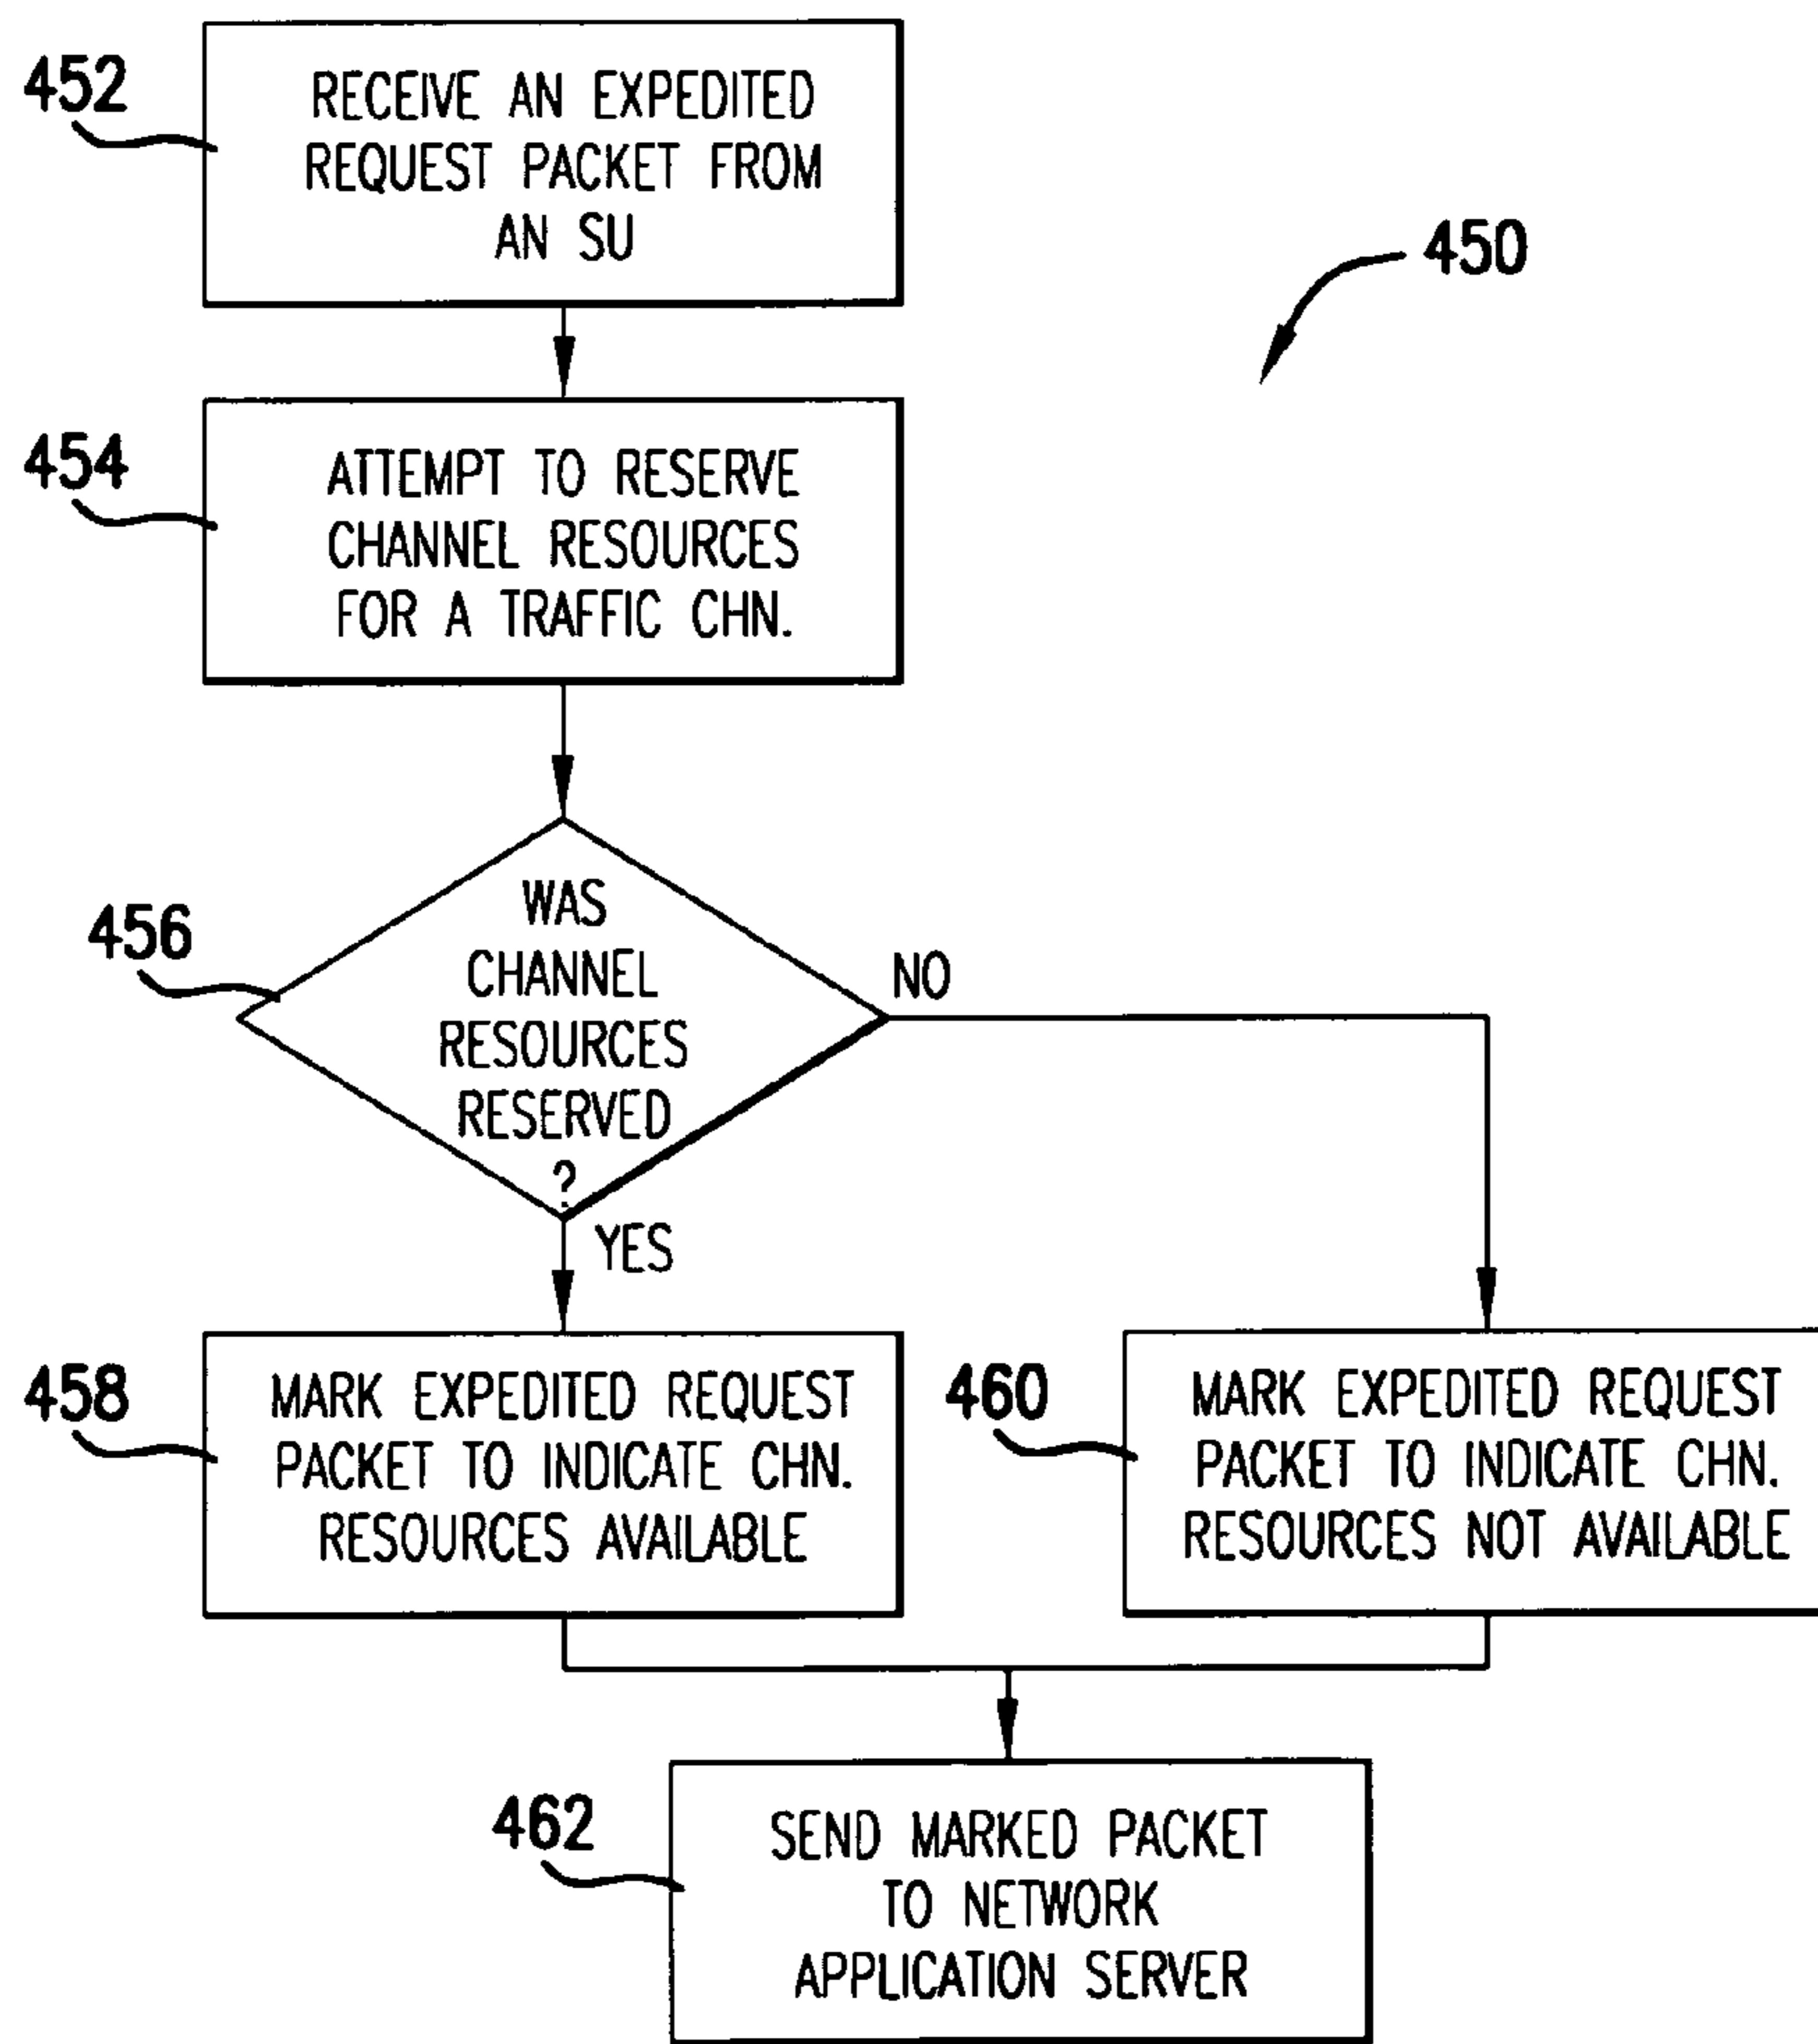 452
RECEIVE AN EXPEDITED
REQUEST PACKET FROM
AN SU
450
454
ATTEMPT TO RESERVE
CHANNEL RESOURCES
FOR A TRAFFIC CHN.
456
WAS
CHANNEL
RESOURCES
RESERVED
?
NO
YES
458
MARK EXPEDITED REQUEST
PACKET TO INDICATE CHN.
RESOURCES AVAILABLE
460
MARK EXPEDITED REQUEST
PACKET TO INDICATE CHN.
RESOURCES NOT AVAILABLE
462
SEND MARKED PACKET
TO NETWORK
APPLICATION SERVER